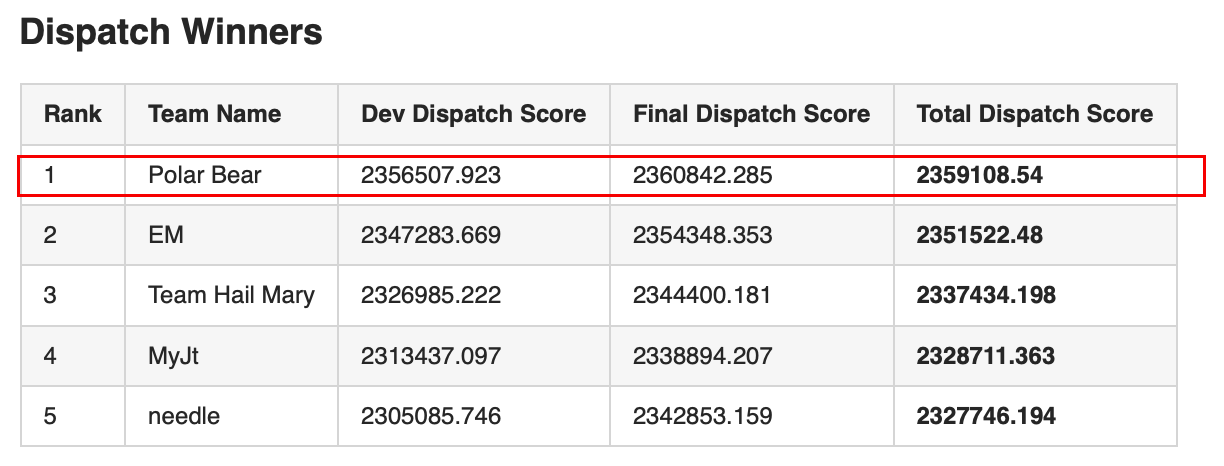 Dispatch Winners
Rank Team Name Dev Dispatch Score Final Dispatch Score Total Dispatch Score
1 Polar Bear 2356507.923 2360842.285 2359108.54
2 EM 2347283.669 2354348.353 2351522.48
3 Team Hail Mary 2326985.222 2344400.181 2337434.198
4 MyJt 2313437.097 2338894.207 2328711.363
5 needle 2305085.746 2342853.159 2327746.194